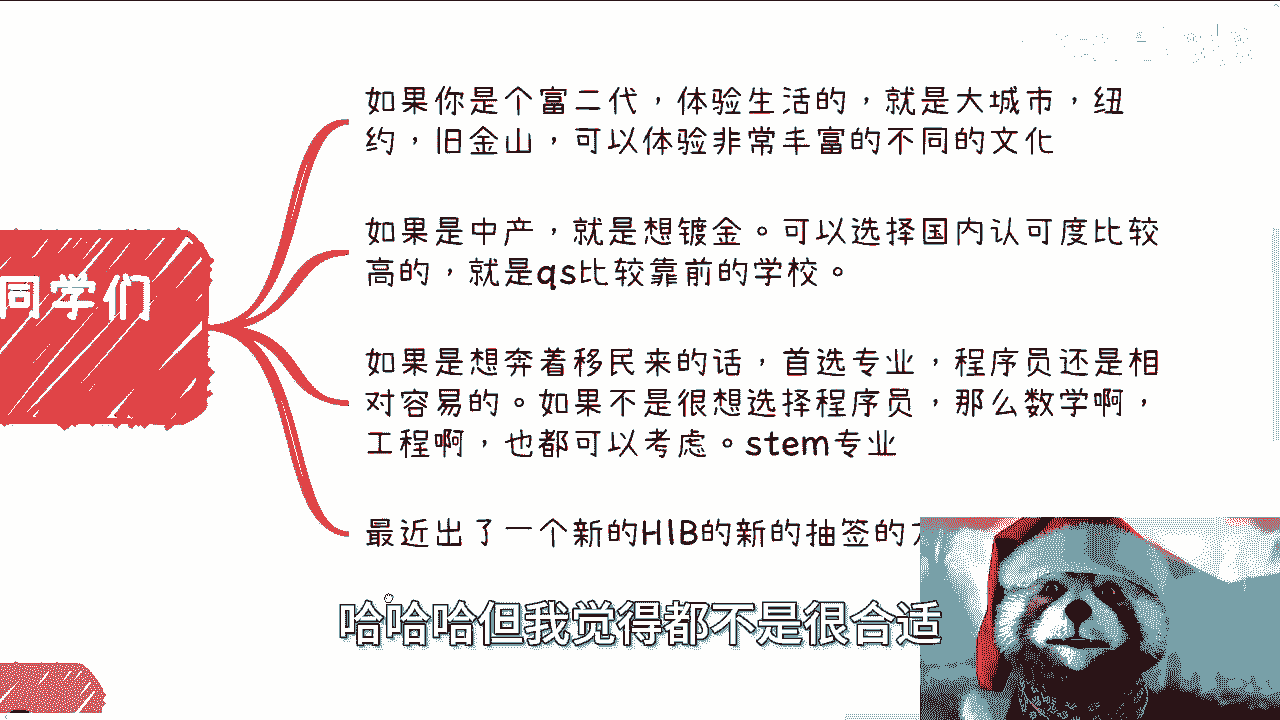 如果你是个富二代，体验生活的，就是大城市，纽
约，旧金山，可以体验非常丰富的不同的文化
如果是中产，就是想镀金。可以选择国内认可度比较
高的，就是qs比较靠前的学校。
同学们
如果是想奔着移民来的话，首选专业，程序员还是相
对容易的。如果不是很想选择程序员，那么数学啊，
工程啊，也都可以考虑。stem专业
最近出了一个新的H1B的新的抽签的
哈哈哈但我觉得都不是很合适